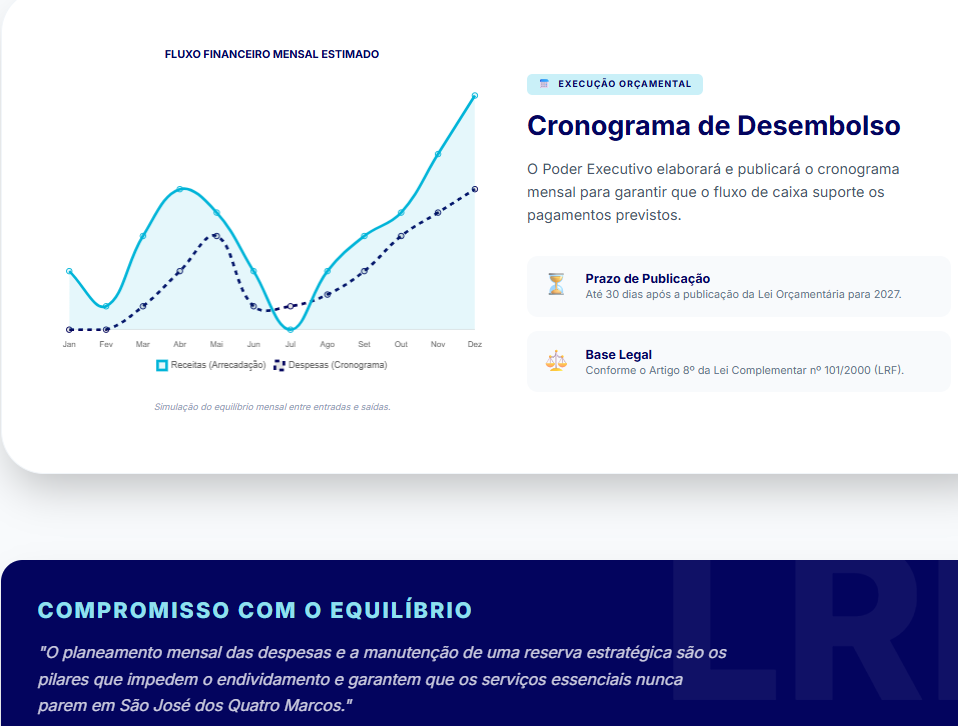 FLUXO FINANCEIRO MENSAL ESTIMADO
Jan Fev Mar Abr Mai Jun Jul Ago Set Out Nov Dez
Receitas (Arrecadação) Despesas (Cronograma)
Simulação do equilíbrio mensal entre entradas e saídas.
EXECUÇÃO ORÇAMENTAL
Cronograma de Desembolso
O Poder Executivo elaborará e publicará o cronograma
mensal para garantir que o fluxo de caixa suporte os
pagamentos previstos.
Prazo de Publicação
Até 30 dias após a publicação da Lei Orçamentária para 2027.
Base Legal
Conforme o Artigo 8º da Lei Complementar nº 101/2000 (LRF).
LR
COMPROMISSO COM O EQUILÍBRIO
"O planeamento mensal das despesas e a manutenção de uma reserva estratégica são os
pilares que impedem o endividamento e garantem que os serviços essenciais nunca
parem em São José dos Quatro Marcos."